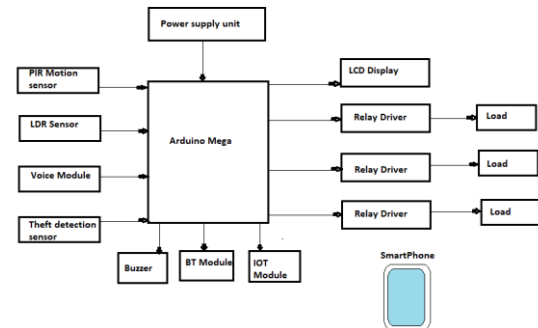 Power supply unit
PIR Motion
sensor
LCD Display
LDR Sensor
Relay Driver
Load
Arduino Mega
Voice Module
Relay Driver
Load
Theft detection
sensor
Relay Driver
Load
Buzzer
BT Module
IOT
Module
SmartPhone